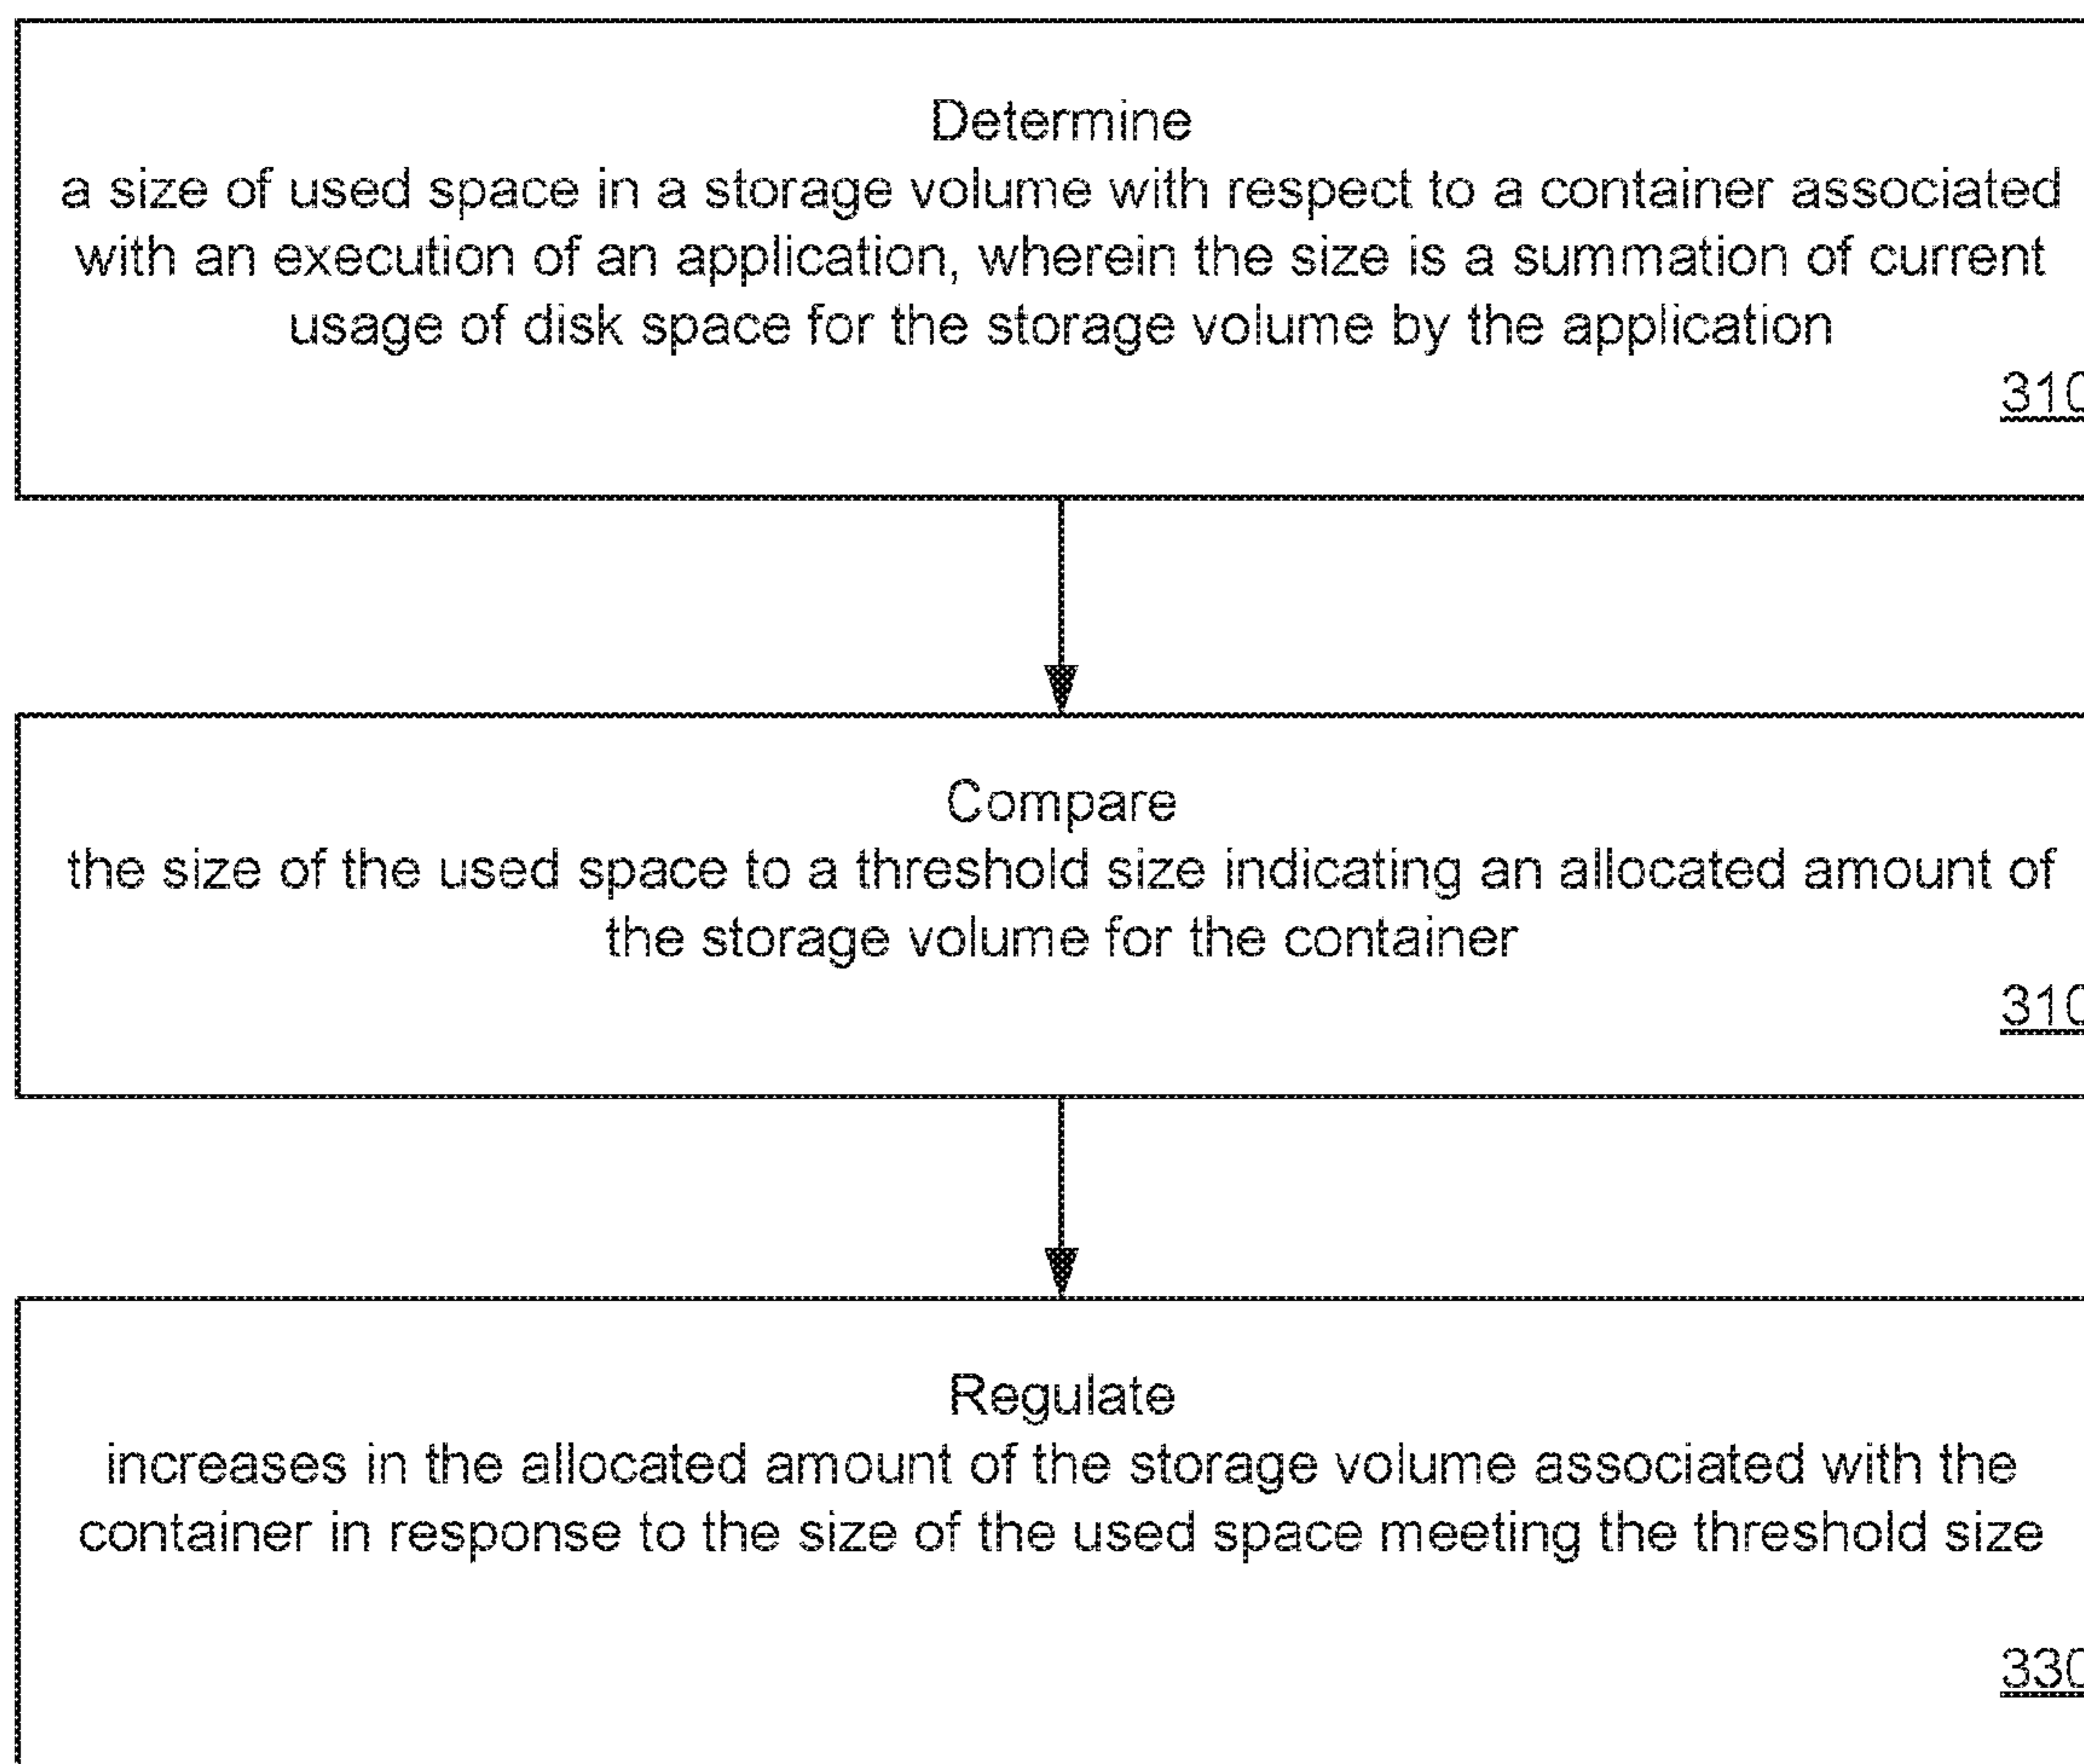 Determine
a size of used space in a storage volume with respect to a container associated
with an execution of an application, wherein the size is a summation of current
usage of disk space for the storage volume by the application
310
Compare
the size of the used space to a threshold size indicating an allocated amount of
the storage volume for the container
310
Regulate
increases in the allocated amount of the storage volume associated with the
container in response to the size of the used space meeting the threshold size
330